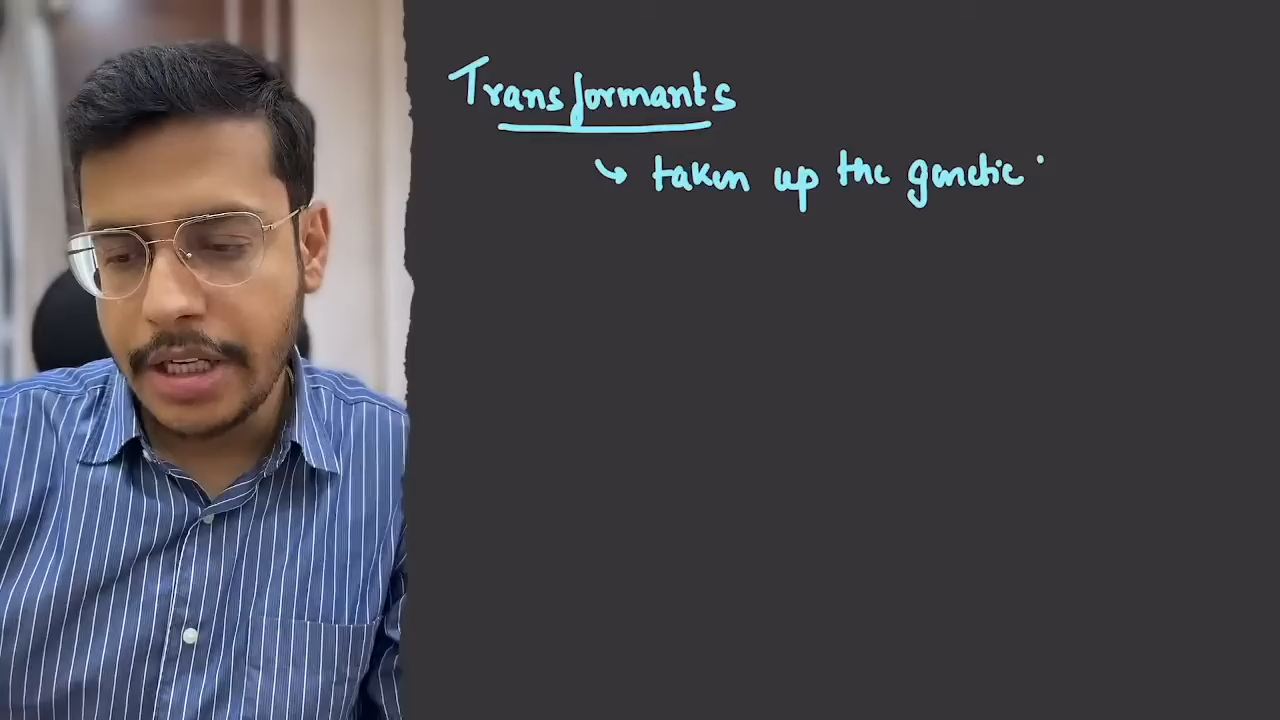 Transformants
↳ taken up the genetic